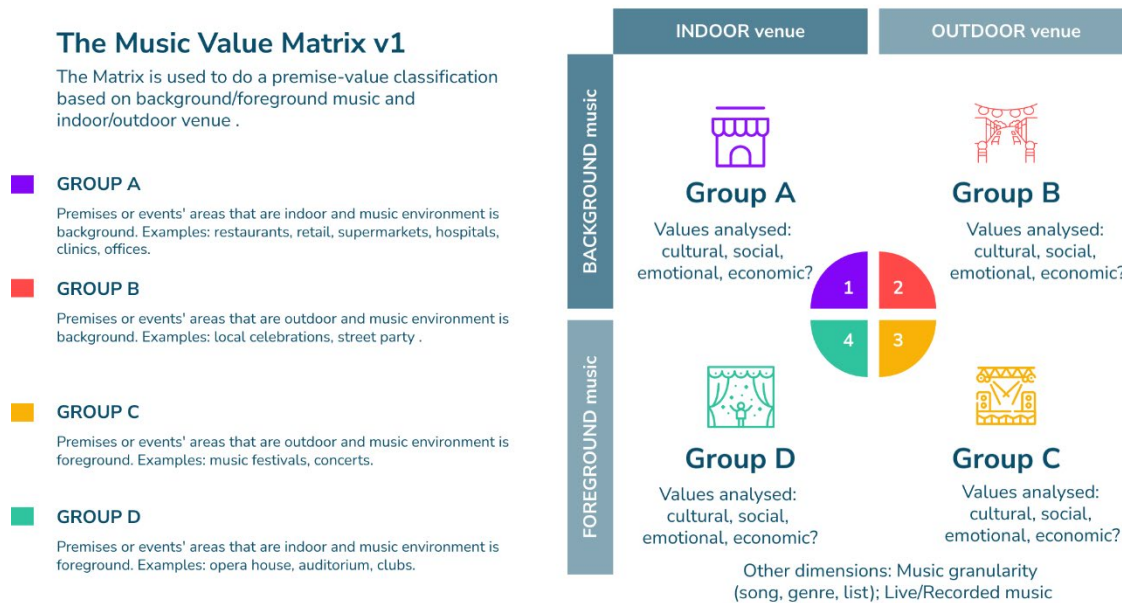 The Music Value Matrix v1
The Matrix is used to do a premise-value classification
based on background/foreground music and
indoor/outdoor venue .
GROUP A
Premises or events' areas that are indoor and music environment is
background. Examples: restaurants, retail, supermarkets, hospitals,
clinics, offices.
GROUP B
Premises or events' areas that are outdoor and music environment is
background. Examples: local celebrations, street party .
GROUP C
Premises or events' areas that are outdoor and music environment is
foreground. Examples: music festivals, concerts.
GROUP D
Premises or events' areas that are indoor and music environment is
foreground. Examples: opera house, auditorium, clubs.
INDOOR venue
OUTDOOR venue
BACKGROUND music
Group A
Values analysed:
cultural, social,
emotional, economic?
Group B
Values analysed:
cultural, social,
emotional, economic?
1
2
4
3
FOREGROUND music
Group D
Values analysed:
cultural, social,
emotional, economic?
Group C
Values analysed:
cultural, social,
emotional, economic?
Other dimensions: Music granularity
(song, genre, list); Live/Recorded music